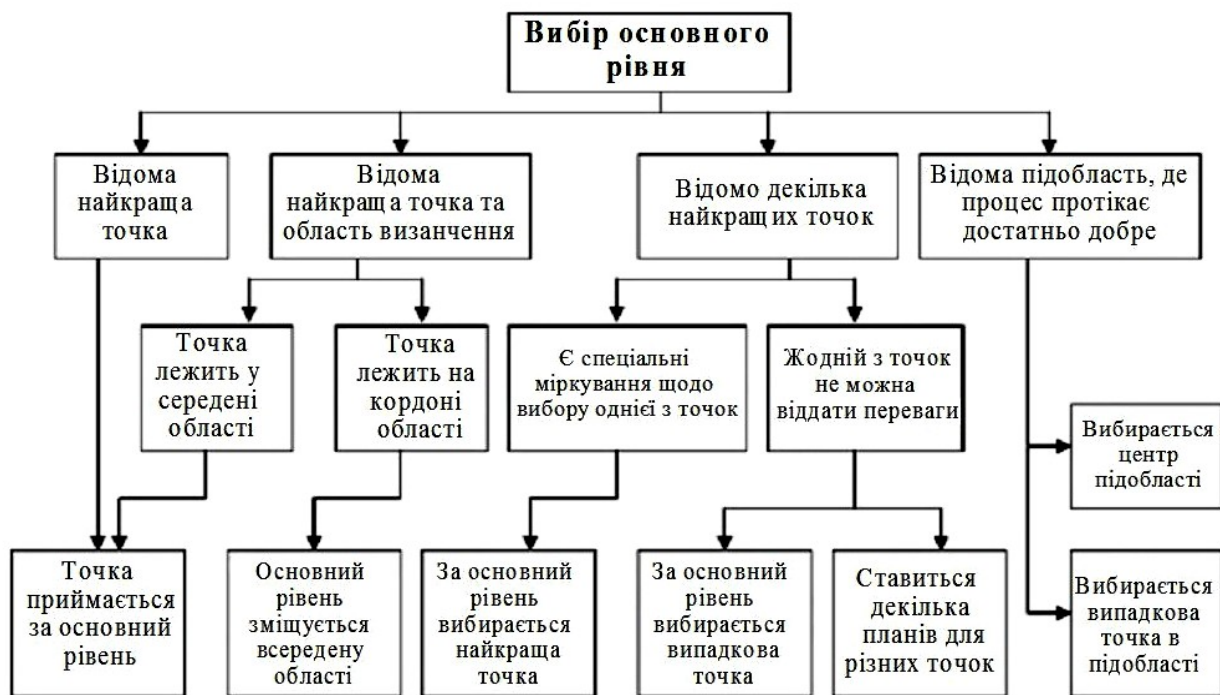 Вибір основного
рівня
Відома
найкраща
точка
Відома
найкраща точка та
область визанчення
Відомо декілька
найкращих точок
Відома підобласть, де
процес протікає
достатньо добре
Точка
лежить у
середені
області
Точка
лежить на
кордоні
області
Є спеціальні
міркування щодо
вибору однієї з точок
Жодній з точок
не можна
віддати переваги
Вибирається
центр
підобласті
Точка
приймається
за основний
рівень
Основний
рівень
зміщується
всередену
області
За основний
рівень
вибирається
найкраща
точка
За основний
рівень
вибирається
випадкова
точка
Ставиться
декілька
планів для
різних точок
Вибирається
випадкова
точка в
підобласті